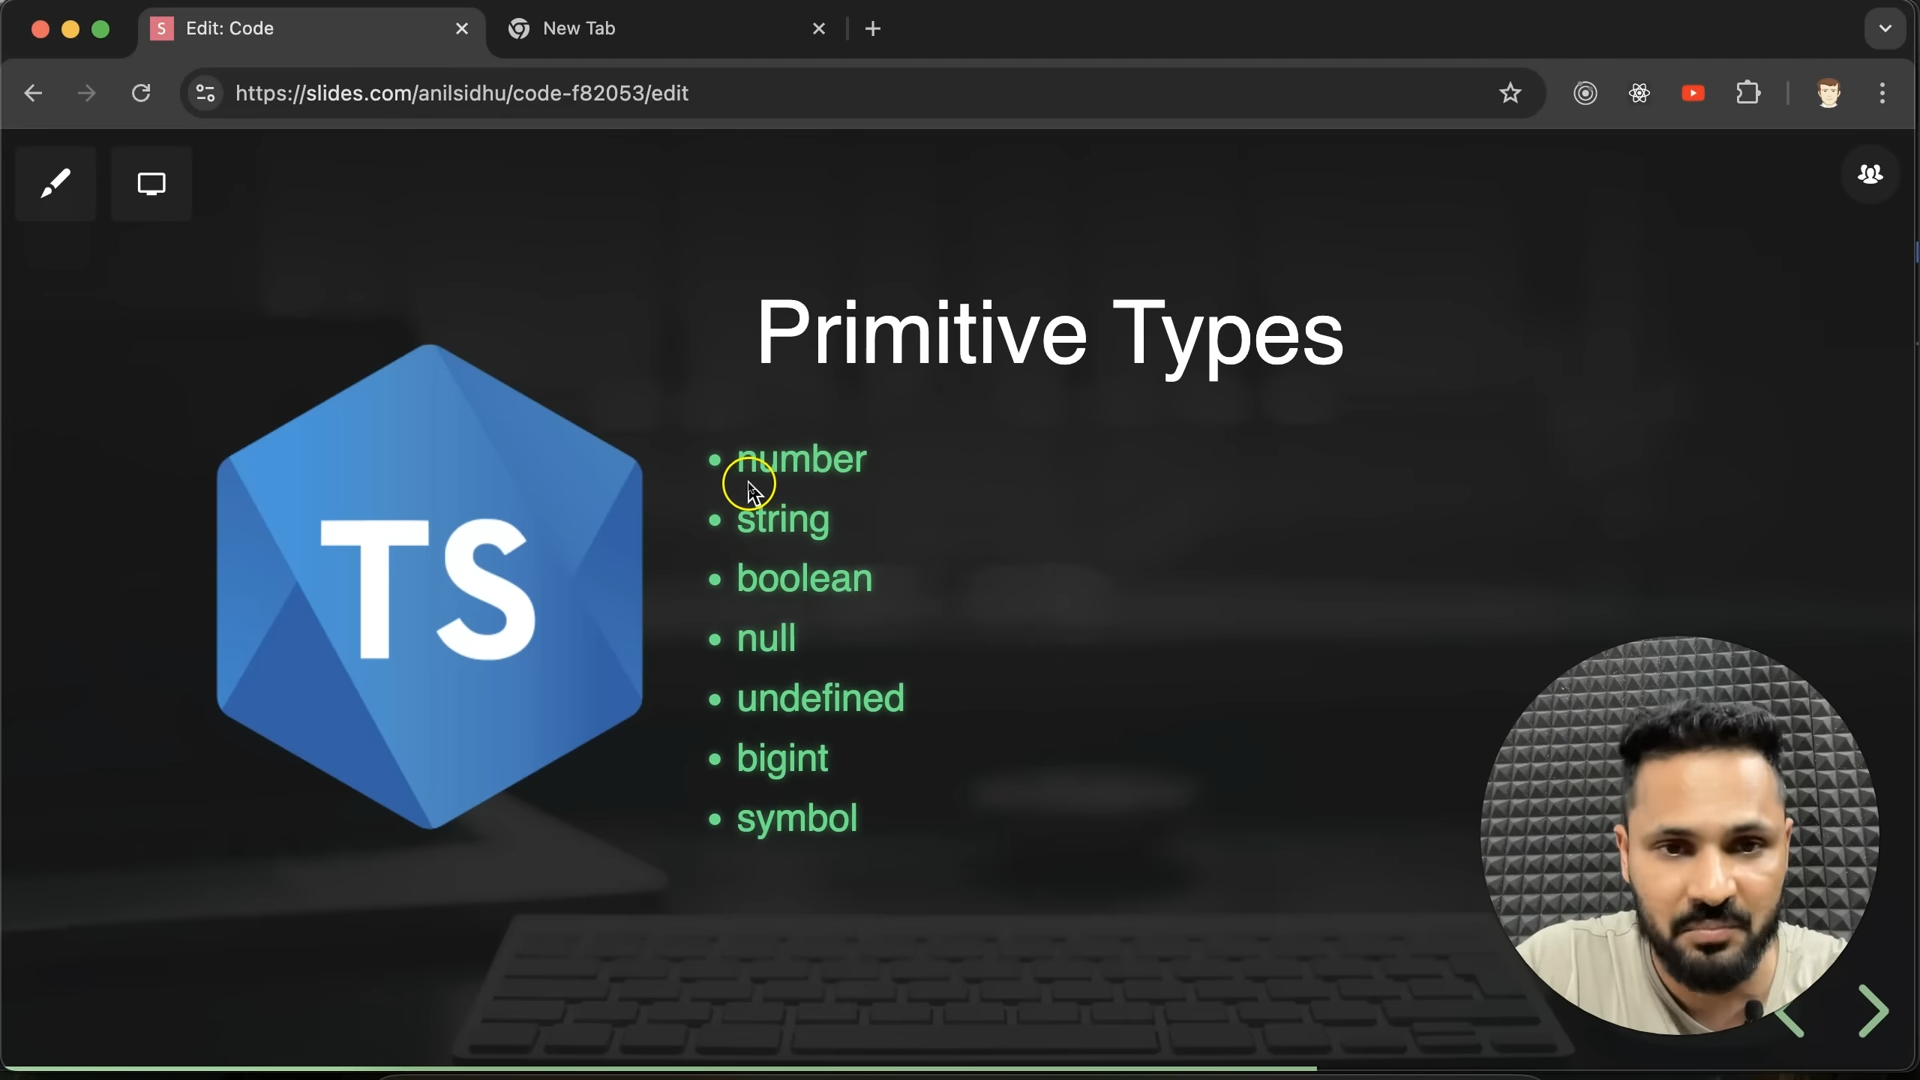 S Edit: Code
New Tab
https://slides.com/anilsidhu/code-f82053/edit
Primitive Types
TS
• number
• string
• boolean
• null
• undefined
• bigint
• symbol